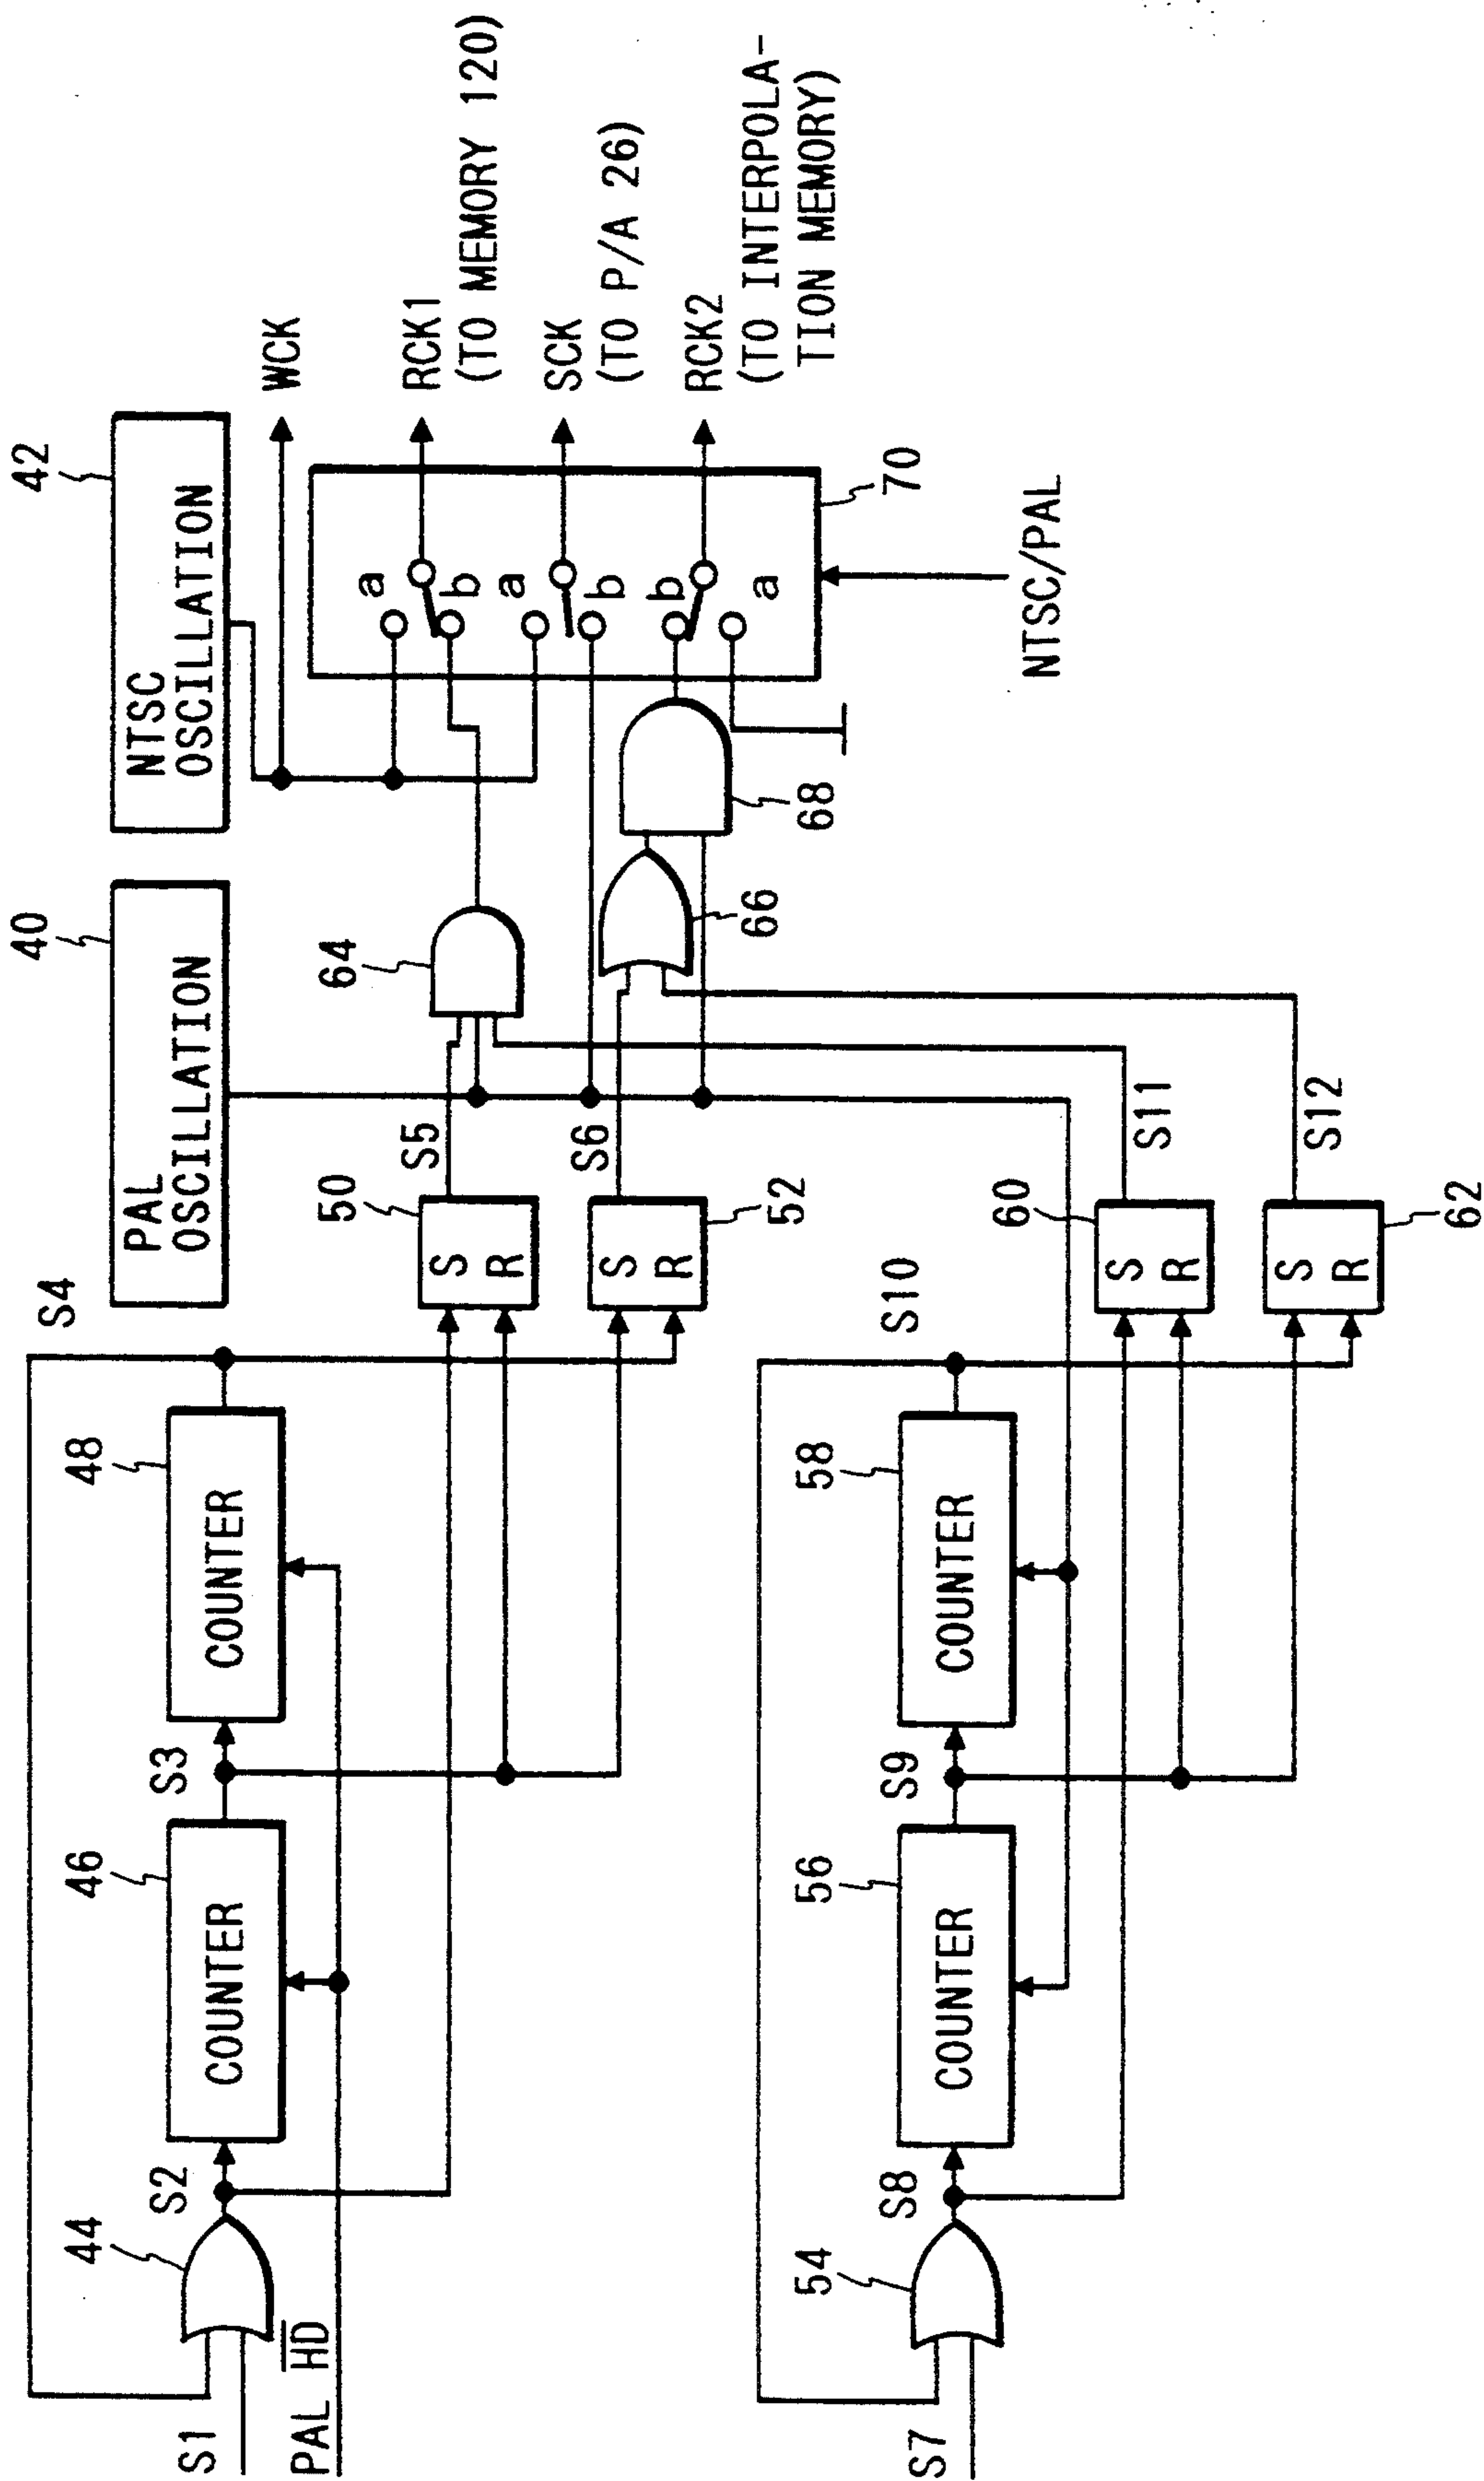 S4
40
PAL
OSCILLATION
42
NTSC
OSCILLATION
WCK
RCK1
(TO MEMORY 120)
SCK
(TO P/A 26)
RCK2
(TO INTERPOLA-
TION MEMORY)
a
b
a
b
b
a
70
NTSC/PAL
64
66
68
44
S2
46
COUNTER
S3
48
COUNTER
S1
PAL HD
50
S
R
S5
52
S
R
S6
54
S8
56
COUNTER
S9
58
COUNTER
S10
S7
60
S
R
S11
62
S
R
S12